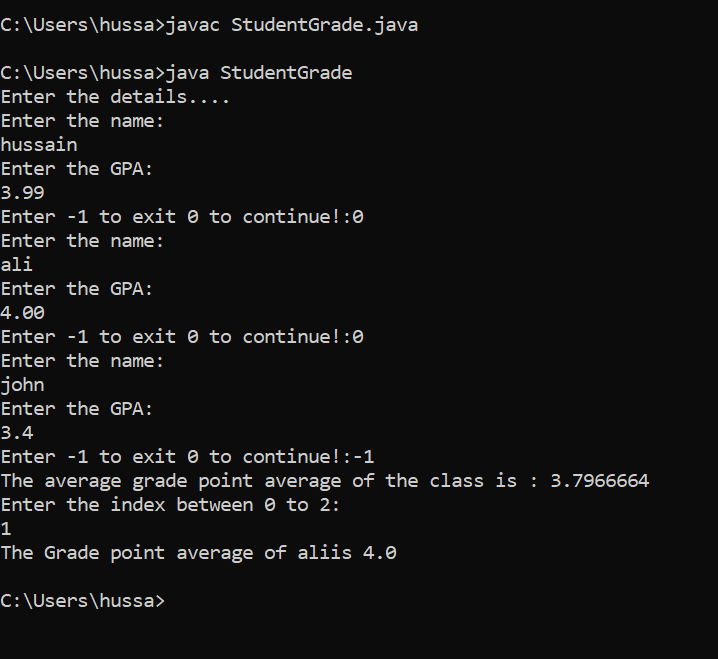 C:\Users\hussa>javac StudentGrade.java
C:\Users\hussa>java StudentGrade
Enter the details....
Enter the name:
hussain
Enter the GPA:
3.99
Enter -1 to exit 0 to continue!:0
Enter the name:
ali
Enter the GPA:
4.00
Enter -1 to exit 0 to continue!:0
Enter the name:
john
Enter the GPA:
3.4
Enter -1 to exit 0 to continue!:-1
The average grade point average of the class is : 3.7966664
Enter the index between 0 to 2:
1
The Grade point average of aliis 4.0
C:\Users\hussa>